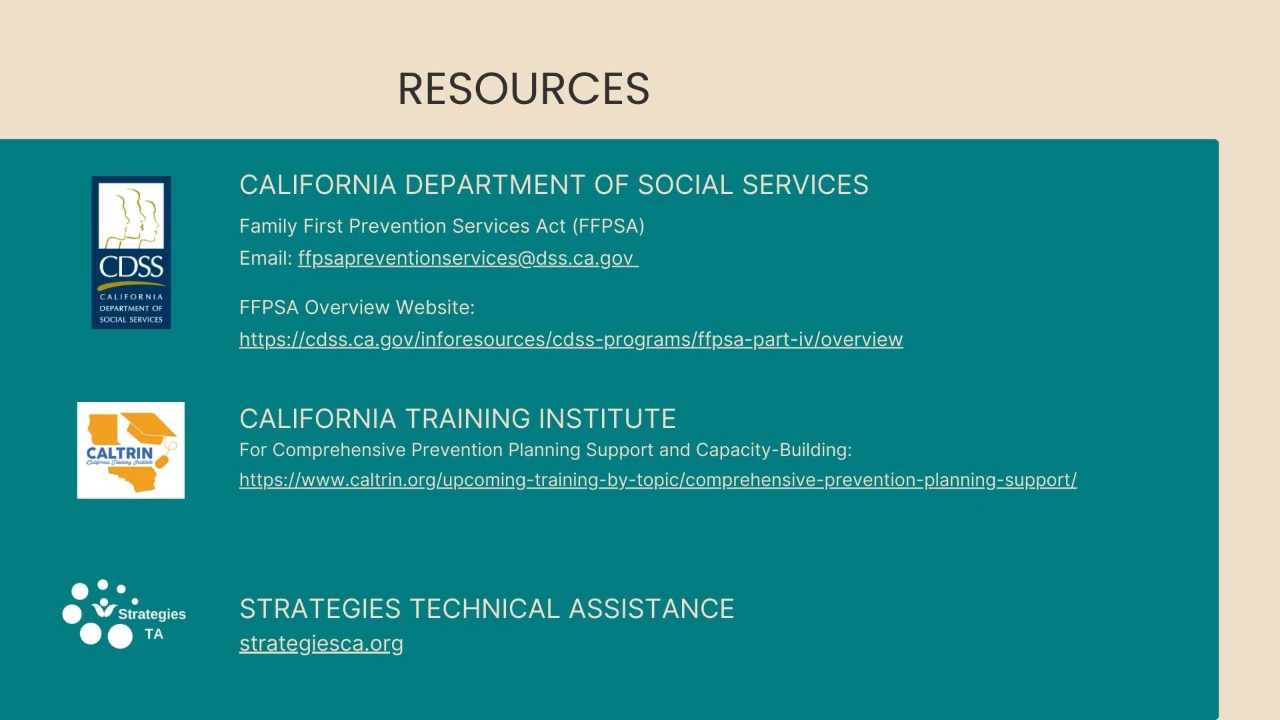 RESOURCES
CALIFORNIA DEPARTMENT OF SOCIAL SERVICES
Family First Prevention Services Act (FFPSA)
Email: ffpsapreventionservices@dss.ca.gov
FFPSA Overview Website:
https://cdss.ca.gov/inforesources/cdss-programs/ffpsa-part-iv/overview
CDSS
CALIFORNIA
DEPARTMENT OF
SOCIAL SERVICES
CALIFORNIA TRAINING INSTITUTE
For Comprehensive Prevention Planning Support and Capacity-Building:
https://www.caltrin.org/upcoming-training-by-topic/comprehensive-prevention-planning-support/
CALTRIN
California Training Institute
STRATEGIES TECHNICAL ASSISTANCE
strategiesca.org
Strategies
TA